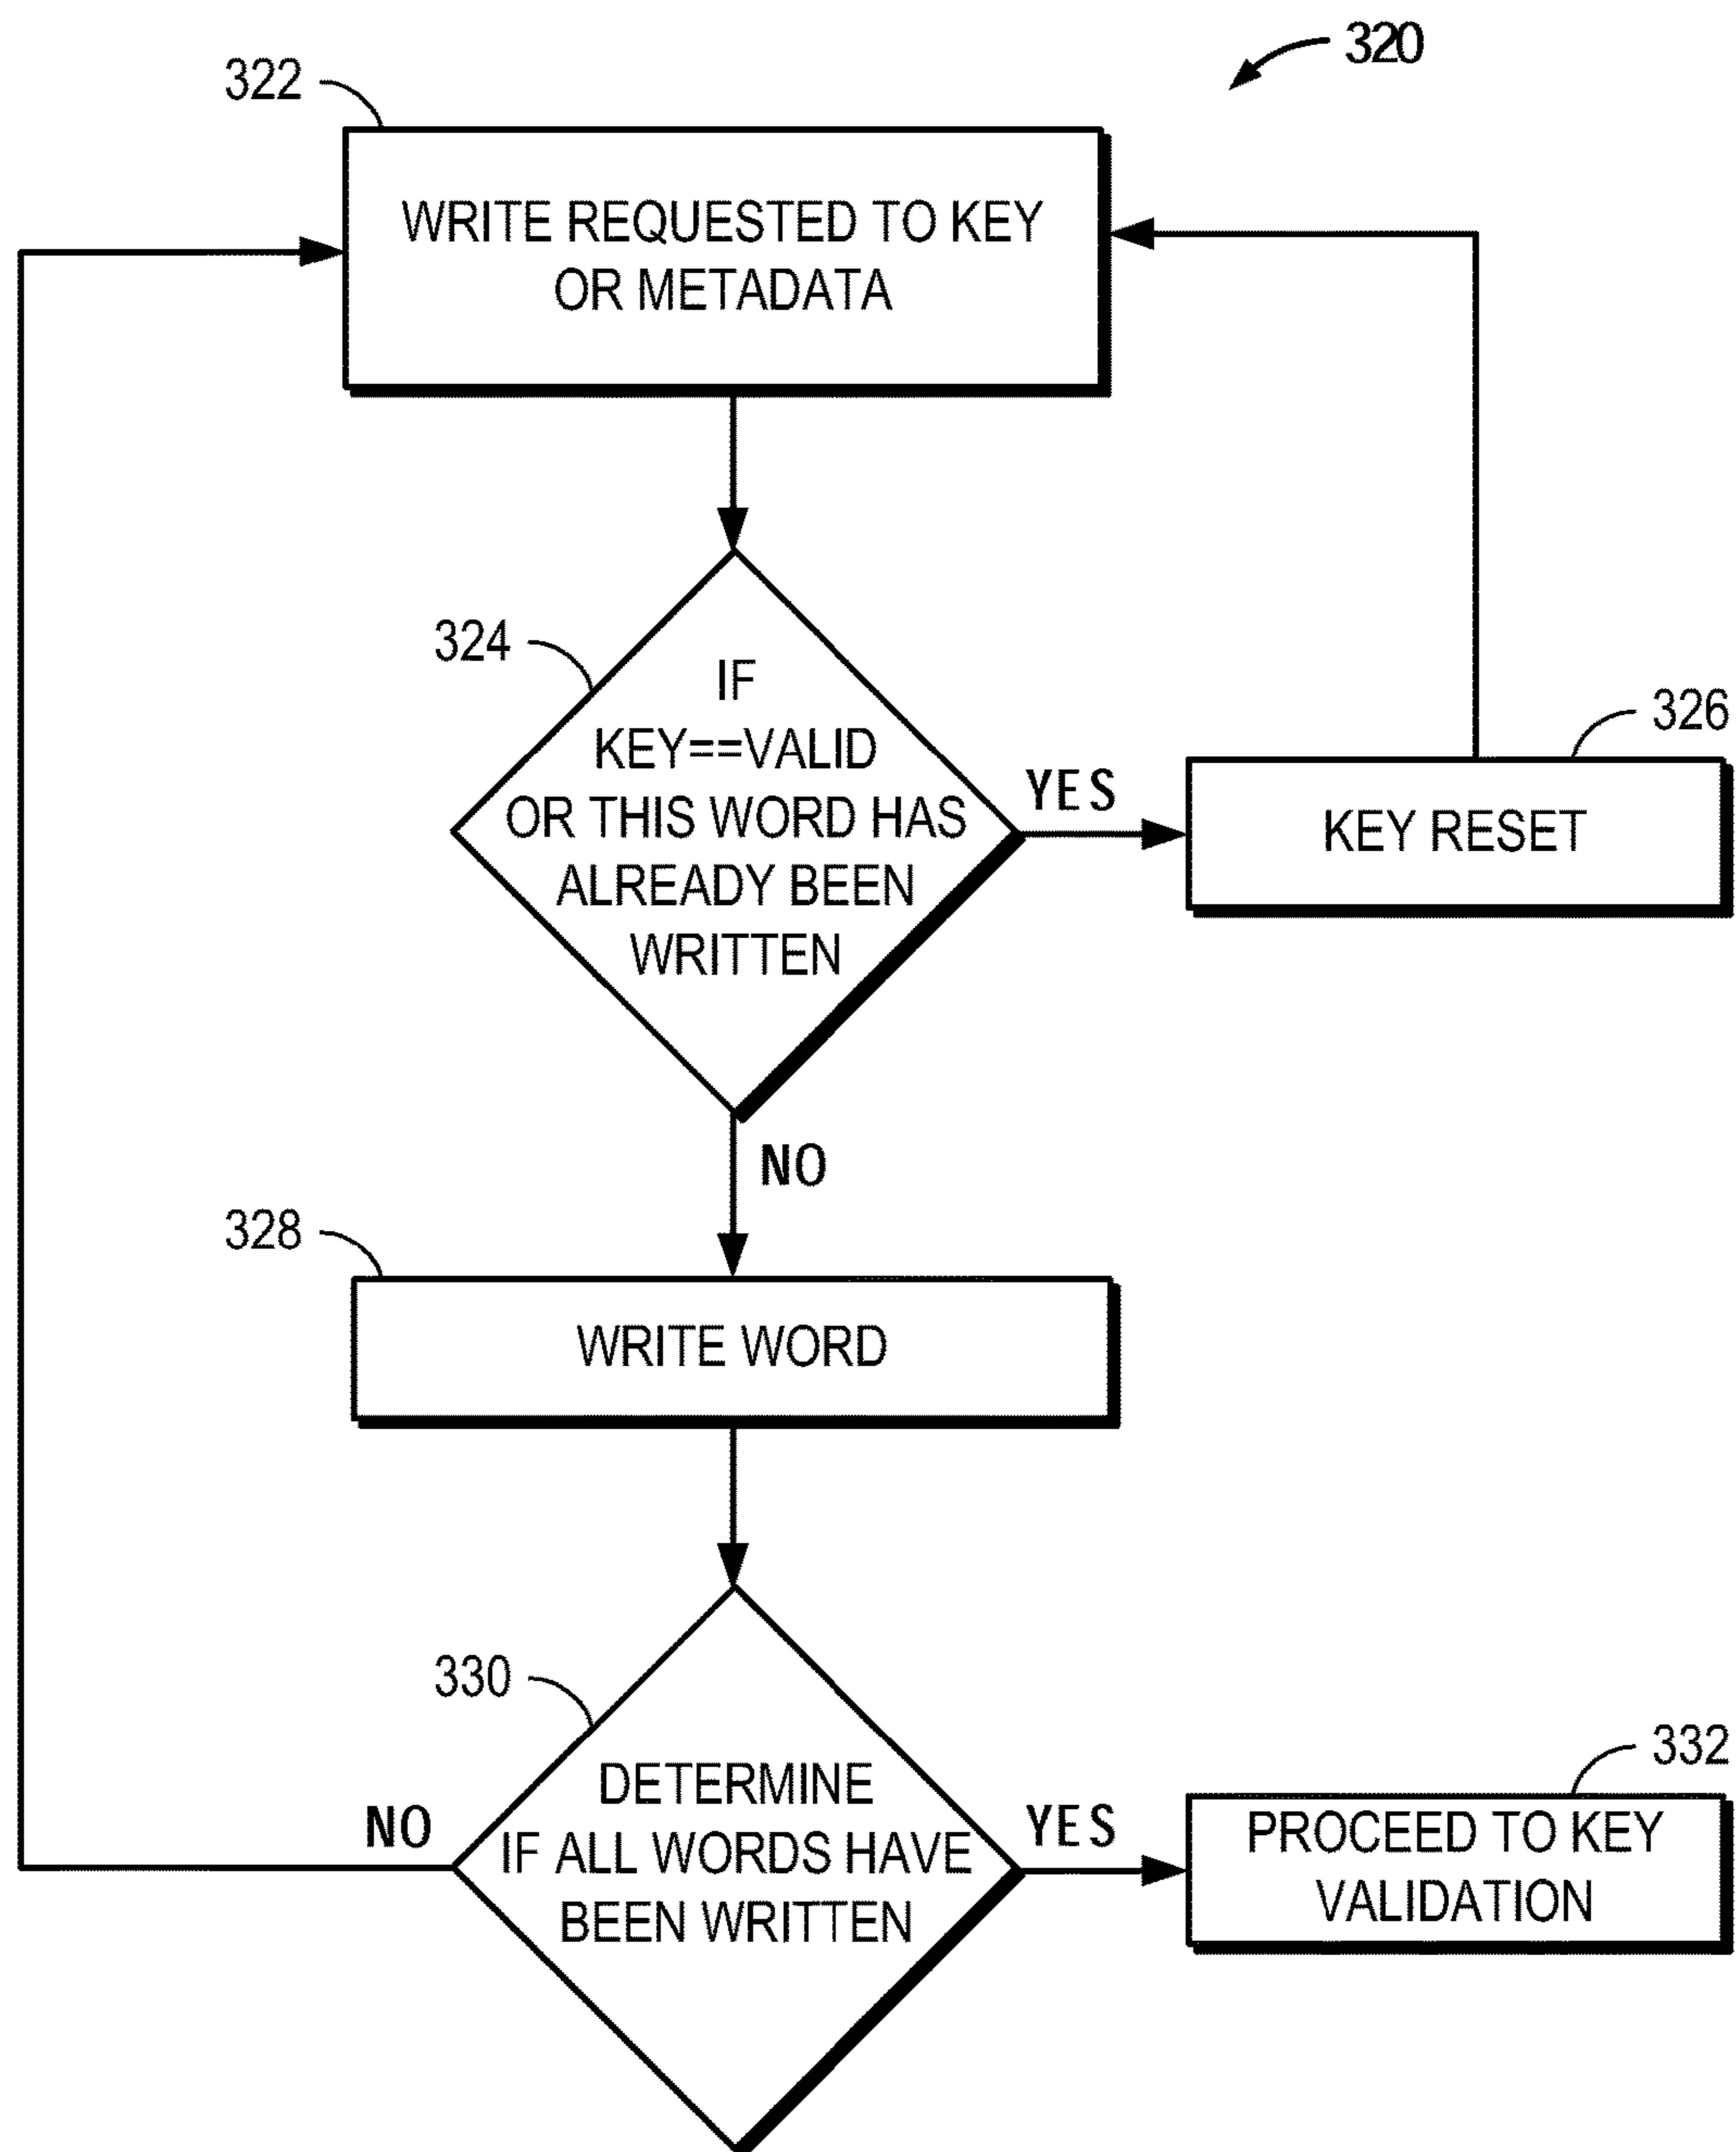 320
322
WRITE REQUESTED TO KEY
OR METADATA
324
IF
KEY==VALID
OR THIS WORD HAS
ALREADY BEEN
WRITTEN
YES
326
KEY RESET
NO
328
WRITE WORD
330
DETERMINE
IF ALL WORDS HAVE
BEEN WRITTEN
NO
YES
332
PROCEED TO KEY
VALIDATION